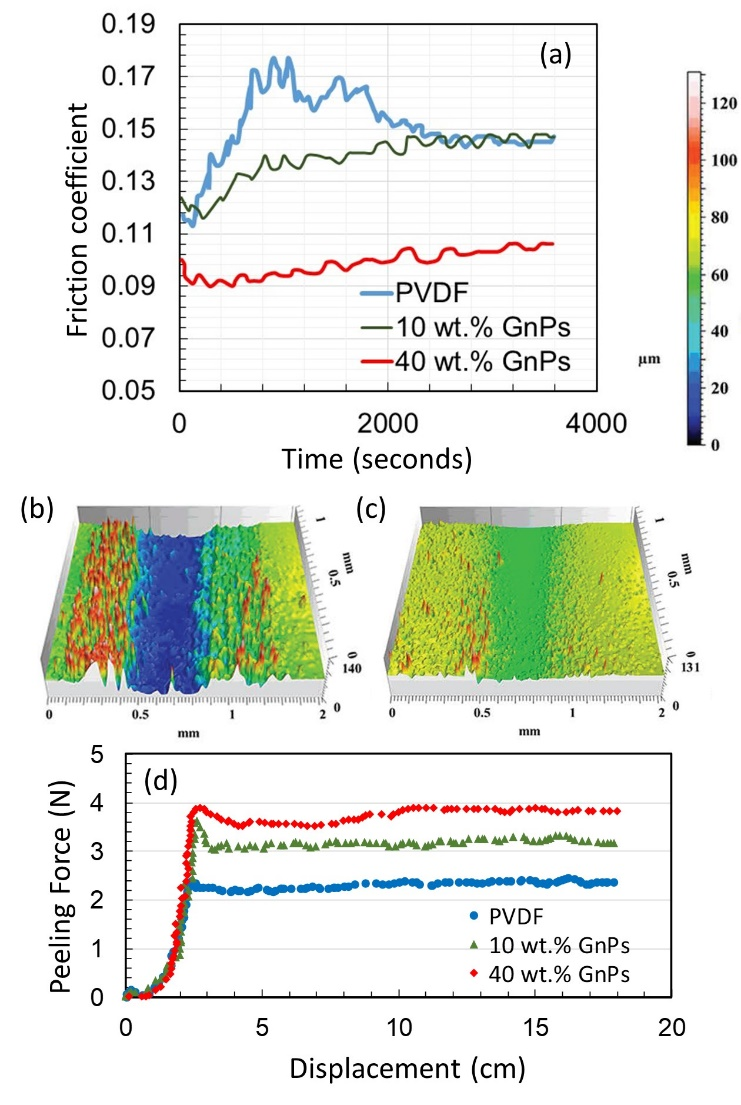 0.19
0.17
0.15
0.13
0.11
0.09
0.07
0.05
Friction coefficient
(a)
PVDF
10 wt.% GnPs
40 wt.% GnPs
0 2000 4000
Time (seconds)
120
100
80
60
40
20
0
µm
(b)
1
mm
0.5
0
140
0
0 0.5 1 2
mm
(c)
1
mm
0.5
0
131
0
0 0.5 1 2
mm
5
4
3
2
1
0
Peeling Force (N)
(d)
PVDF
10 wt.% GnPs
40 wt.% GnPs
0 5 10 15 20
Displacement (cm)